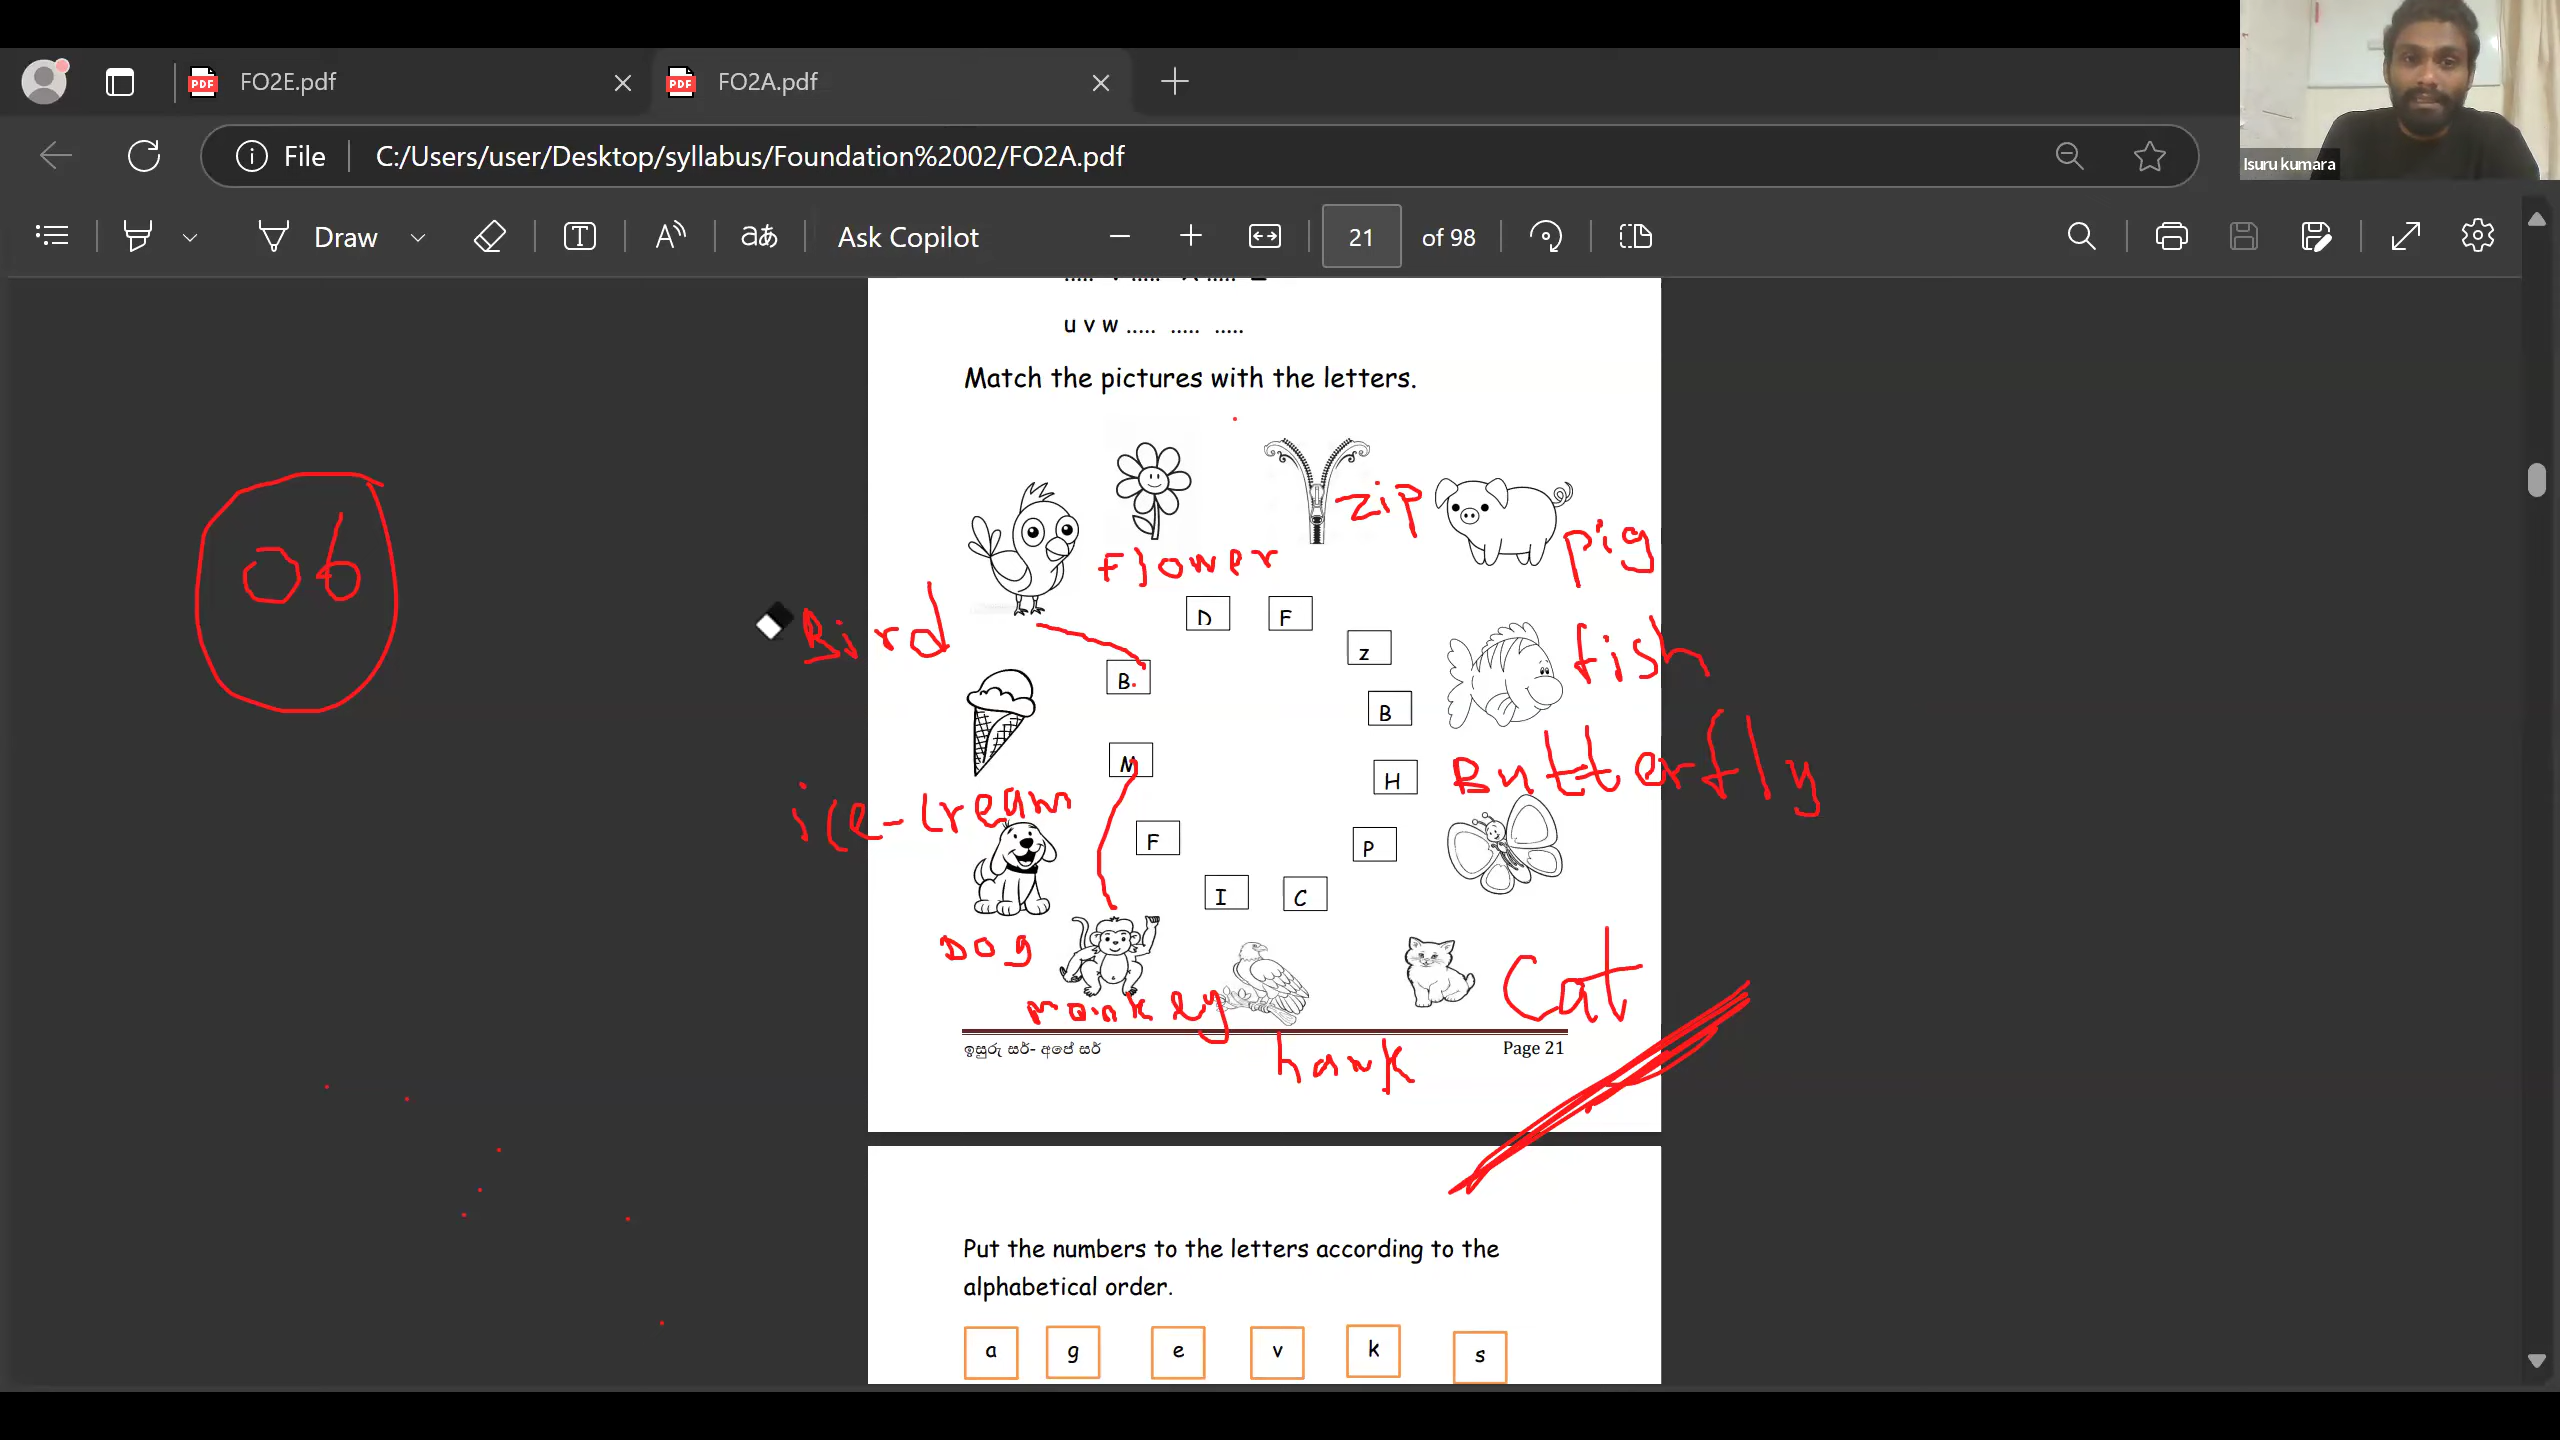 FO2E.pdf
FO2A.pdf
File
C:/Users/user/Desktop/syllabus/Foundation%2002/FO2A.pdf
Isuru kumara
Draw
aあ
Ask Copilot
21
of 98
u v w ..... ..... .....
Match the pictures with the letters.
06
zip
pig
Flower
Bird
D
F
z
fish
B
B
M
H
Butterfly
ice-cream
F
P
I
C
Dog
monkey
Cat
hawk
ඉසුරු සර්- අපේ සර්
Page 21
Put the numbers to the letters according to the
alphabetical order.
a g e v k s